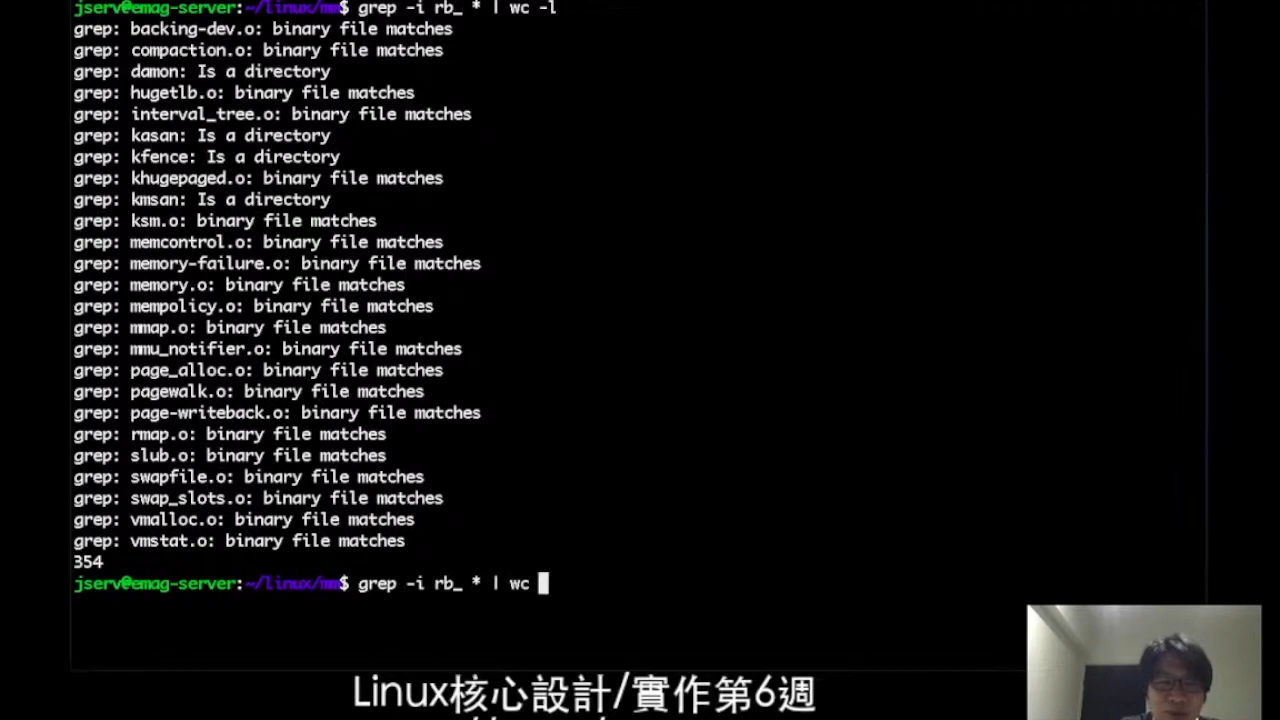 jserv@emag-server:~/linux/mm$ grep -i rb_ * | wc -l
grep: backing-dev.o: binary file matches
grep: compaction.o: binary file matches
grep: damon: Is a directory
grep: hugetlb.o: binary file matches
grep: interval_tree.o: binary file matches
grep: kasan: Is a directory
grep: kfence: Is a directory
grep: khugepaged.o: binary file matches
grep: kmsan: Is a directory
grep: ksm.o: binary file matches
grep: memcontrol.o: binary file matches
grep: memory-failure.o: binary file matches
grep: memory.o: binary file matches
grep: mempolicy.o: binary file matches
grep: mmap.o: binary file matches
grep: mmu_notifier.o: binary file matches
grep: page_alloc.o: binary file matches
grep: pagewalk.o: binary file matches
grep: page-writeback.o: binary file matches
grep: rmap.o: binary file matches
grep: slub.o: binary file matches
grep: swapfile.o: binary file matches
grep: swap_slots.o: binary file matches
grep: vmalloc.o: binary file matches
grep: vmstat.o: binary file matches
354
jserv@emag-server:~/linux/mm$ grep -i rb_ * | wc
Linux核心設計/實作第6週